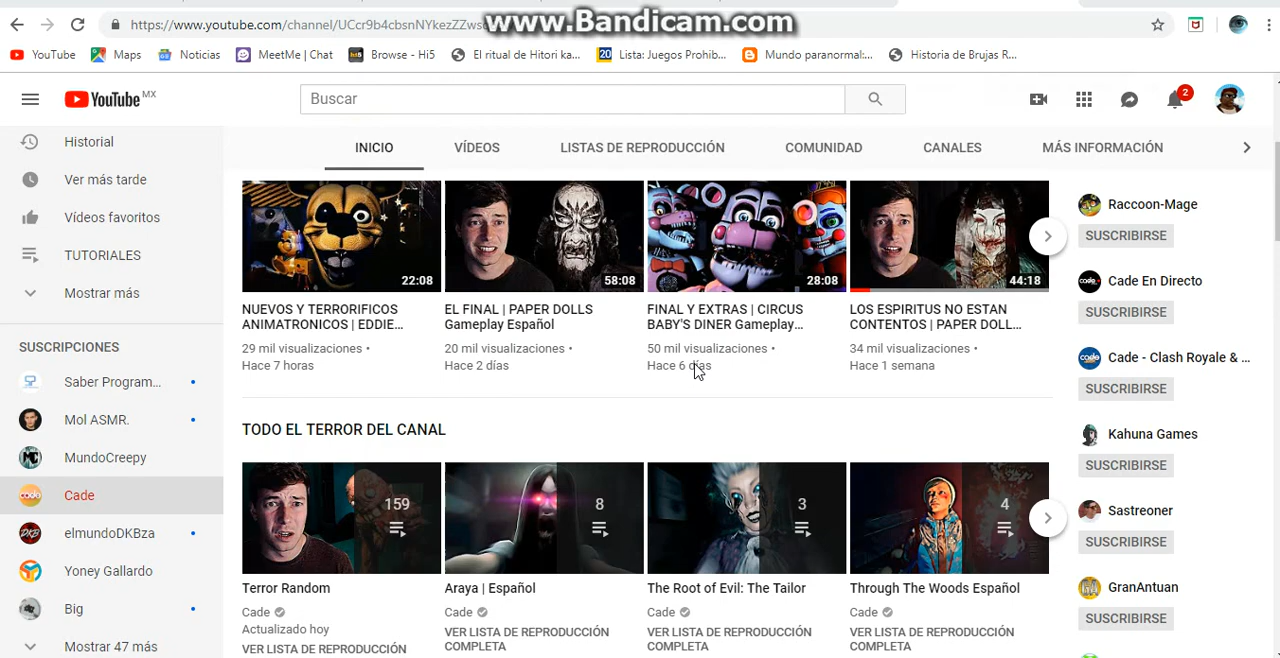 https://www.youtube.com/channel/UCcr9b4cbsnNYkezZZwsc
www.Bandicam.com
YouTube Maps Noticias MeetMe | Chat Browse - Hi5 El ritual de Hitori ka... 20 Lista: Juegos Prohib... Mundo paranormal:... Historia de Brujas R...
YouTube MX
Buscar
2
Historial
Ver más tarde
Vídeos favoritos
TUTORIALES
Mostrar más
SUSCRIPCIONES
Saber Program...
Mol ASMR.
MundoCreepy
Cade
elmundoDKBza
Yoney Gallardo
Big
Mostrar 47 más
INICIO VÍDEOS LISTAS DE REPRODUCCIÓN COMUNIDAD CANALES MÁS INFORMACIÓN
22:08
NUEVOS Y TERRORIFICOS
ANIMATRONICOS | EDDIE...
29 mil visualizaciones •
Hace 7 horas
58:08
EL FINAL | PAPER DOLLS
Gameplay Español
20 mil visualizaciones •
Hace 2 días
28:08
FINAL Y EXTRAS | CIRCUS
BABY'S DINER Gameplay...
50 mil visualizaciones •
Hace 6 días
44:18
LOS ESPIRITUS NO ESTAN
CONTENTOS | PAPER DOLL...
34 mil visualizaciones •
Hace 1 semana
TODO EL TERROR DEL CANAL
159
Terror Random
Cade
Actualizado hoy
VER LISTA DE REPRODUCCIÓN
8
Araya | Español
Cade
VER LISTA DE REPRODUCCIÓN
COMPLETA
3
The Root of Evil: The Tailor
Cade
VER LISTA DE REPRODUCCIÓN
COMPLETA
4
Through The Woods Español
Cade
VER LISTA DE REPRODUCCIÓN
COMPLETA
Raccoon-Mage
SUSCRIBIRSE
Cade En Directo
SUSCRIBIRSE
Cade - Clash Royale & ...
SUSCRIBIRSE
Kahuna Games
SUSCRIBIRSE
Sastreoner
SUSCRIBIRSE
GranAntuan
SUSCRIBIRSE